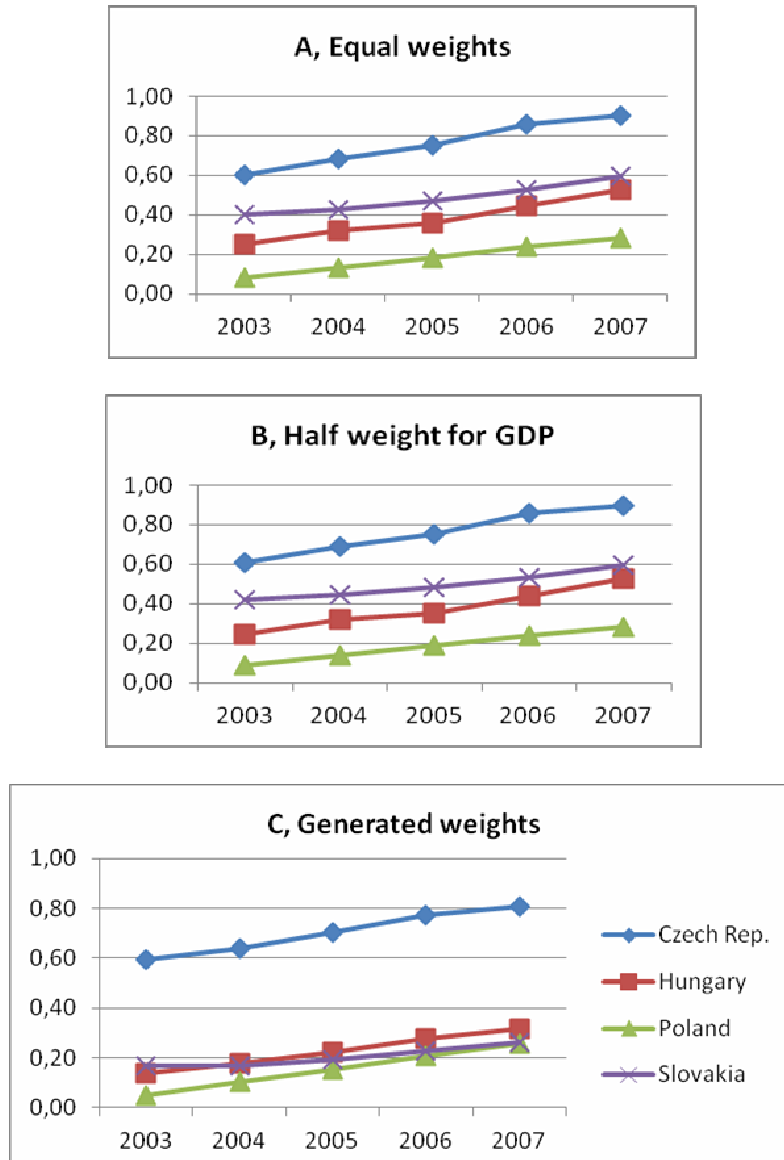 A, Equal weights
1,00
0,80
0,60
0,40
0,20
0,00
2003 2004 2005 2006 2007
B, Half weight for GDP
1,00
0,80
0,60
0,40
0,20
0,00
2003 2004 2005 2006 2007
C, Generated weights
1,00
0,80
0,60
0,40
0,20
0,00
2003 2004 2005 2006 2007
Czech Rep.
Hungary
Poland
Slovakia